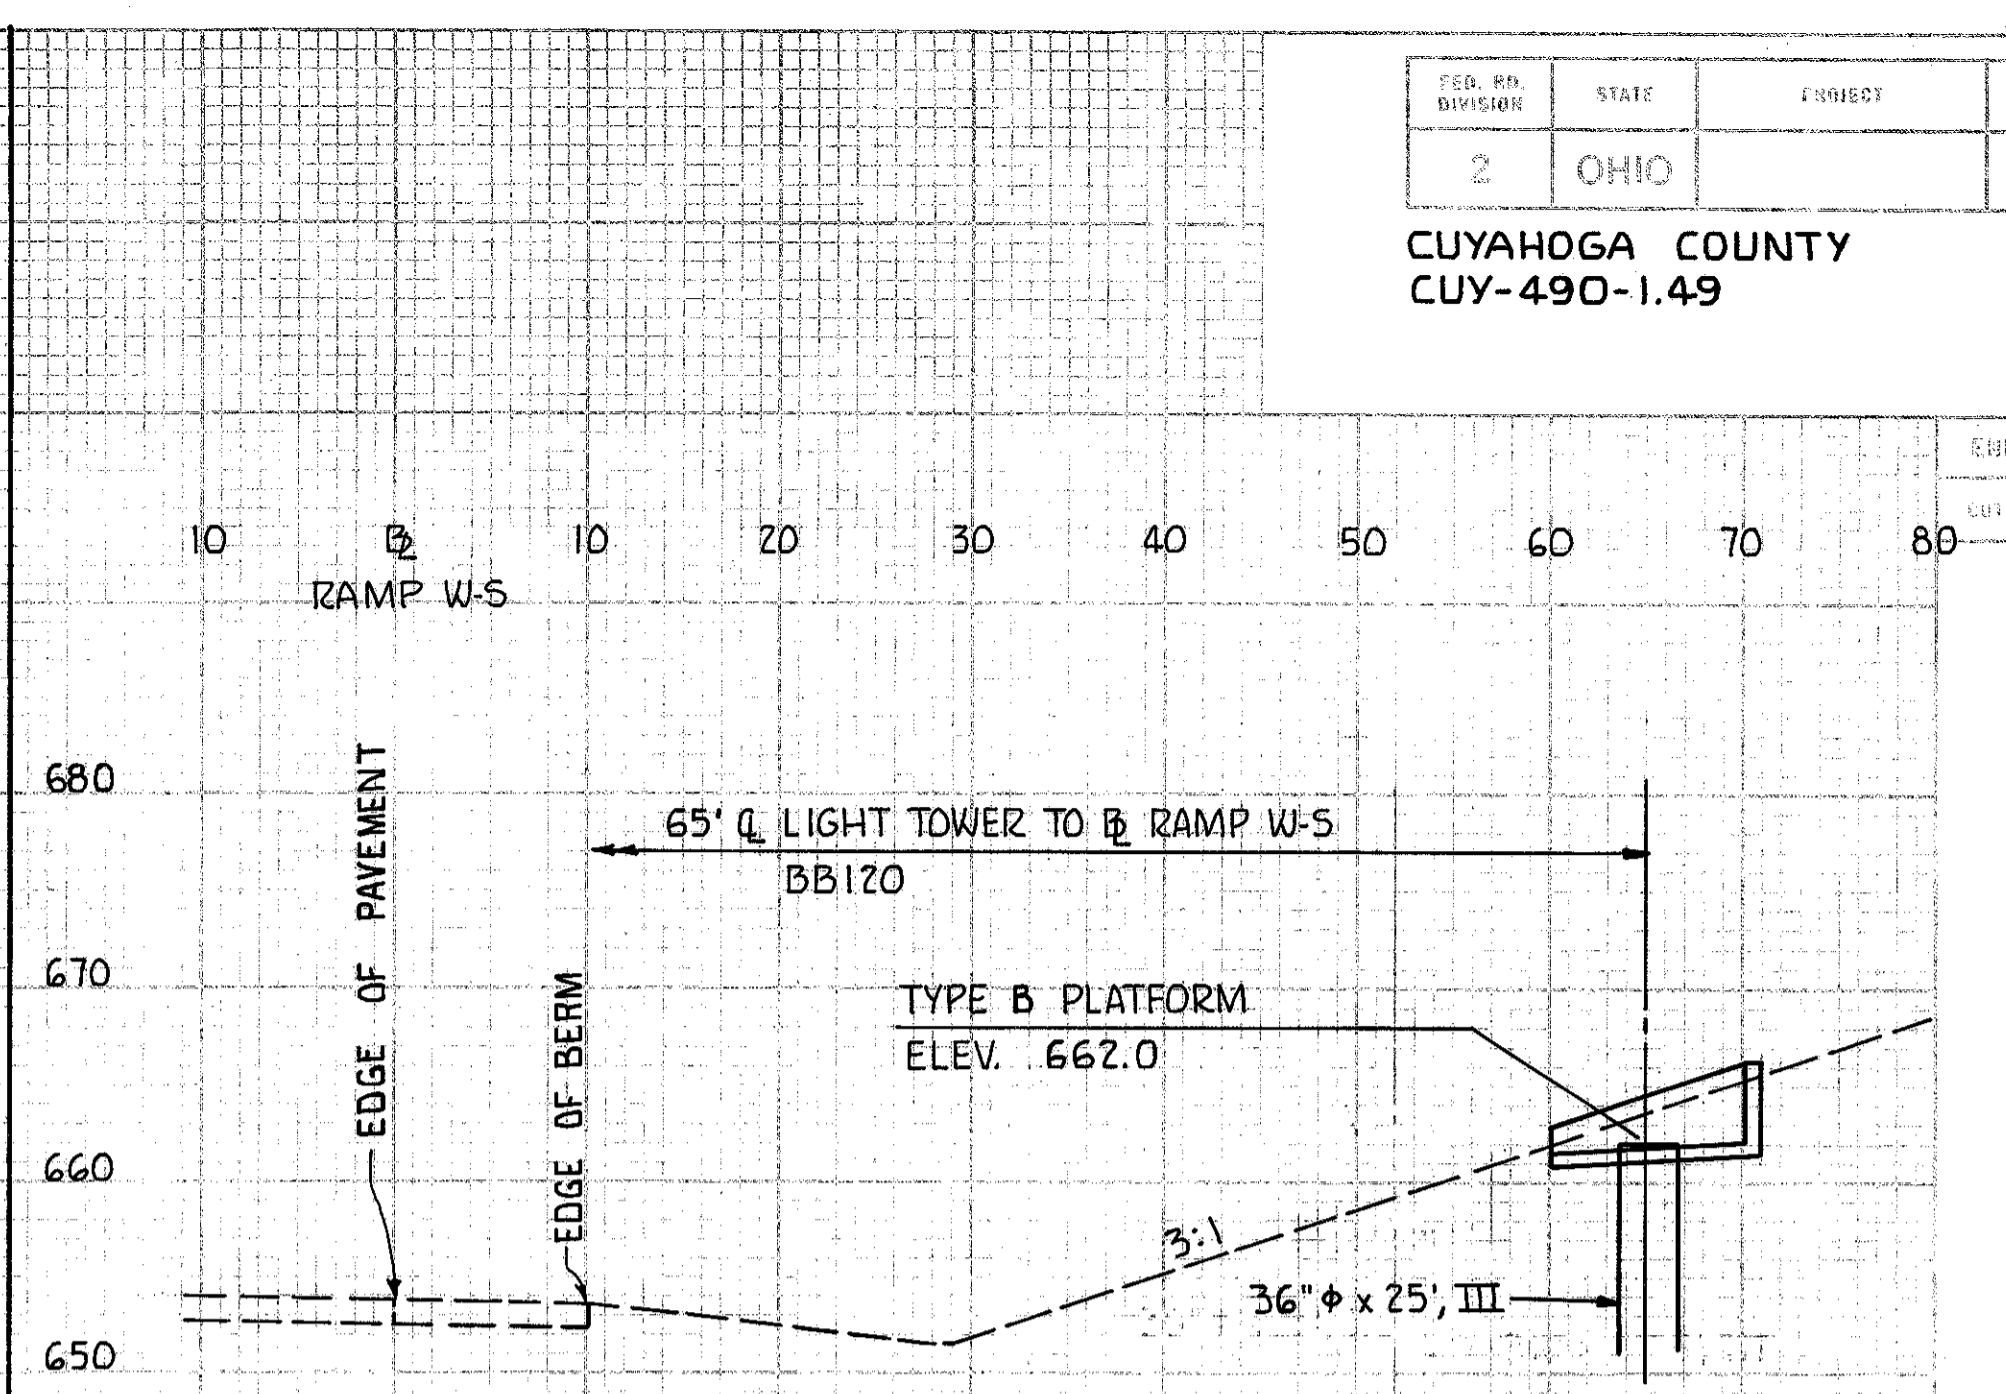 FED. RD. DIVISION STATE PROJECT
2 OHIO
CUYAHOGA COUNTY
CUY-490-1.49
10 ⅊ 10 20 30 40 50 60 70 80
RAMP W-S
CUT
680
65' ℄ LIGHT TOWER TO ⅊ RAMP W-S
BB120
EDGE OF PAVEMENT
670
TYPE B PLATFORM
ELEV. 662.0
EDGE OF BERM
660
3:1
36"ϕ x 25', III
650